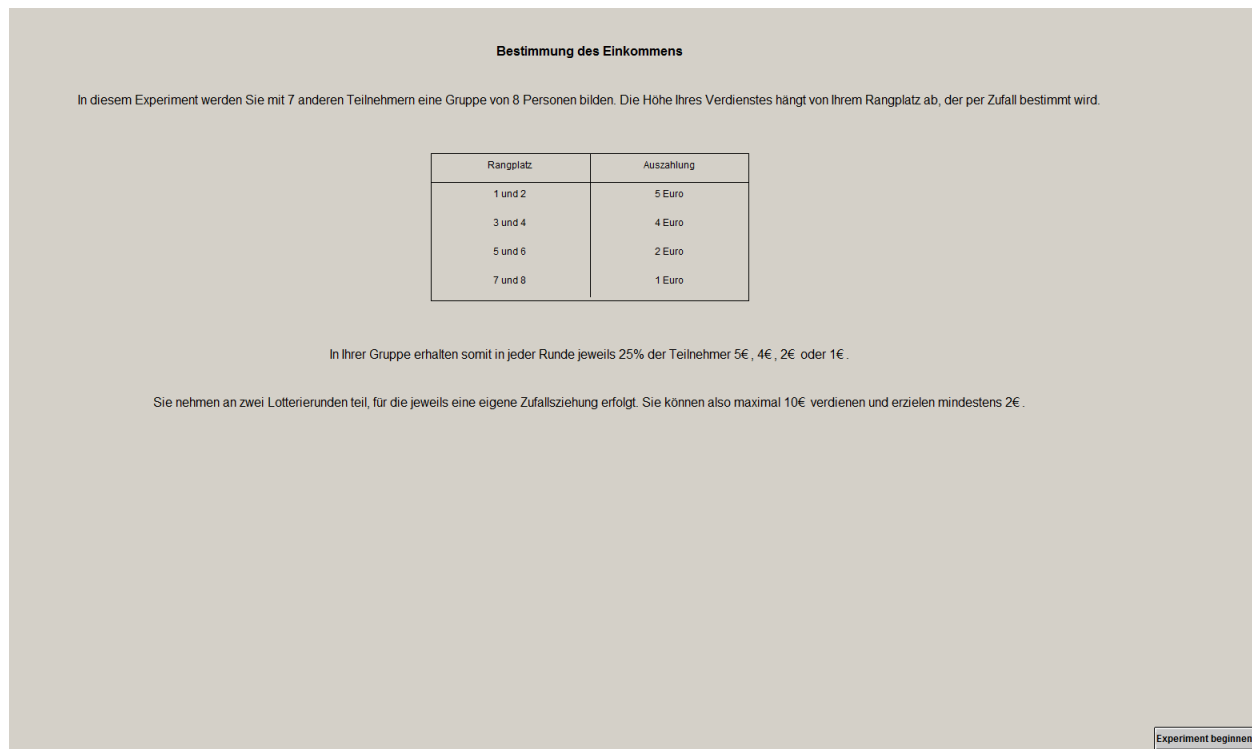 Bestimmung des Einkommens
In diesem Experiment werden Sie mit 7 anderen Teilnehmern eine Gruppe von 8 Personen bilden. Die Höhe Ihres Verdienstes hängt von Ihrem Rangplatz ab, der per Zufall bestimmt wird.
Rangplatz Auszahlung
1 und 2 5 Euro
3 und 4 4 Euro
5 und 6 2 Euro
7 und 8 1 Euro
In Ihrer Gruppe erhalten somit in jeder Runde jeweils 25% der Teilnehmer 5€ , 4€ , 2€ oder 1€ .
Sie nehmen an zwei Lotterierunden teil, für die jeweils eine eigene Zufallsziehung erfolgt. Sie können also maximal 10€ verdienen und erzielen mindestens 2€ .
Experiment beginnen